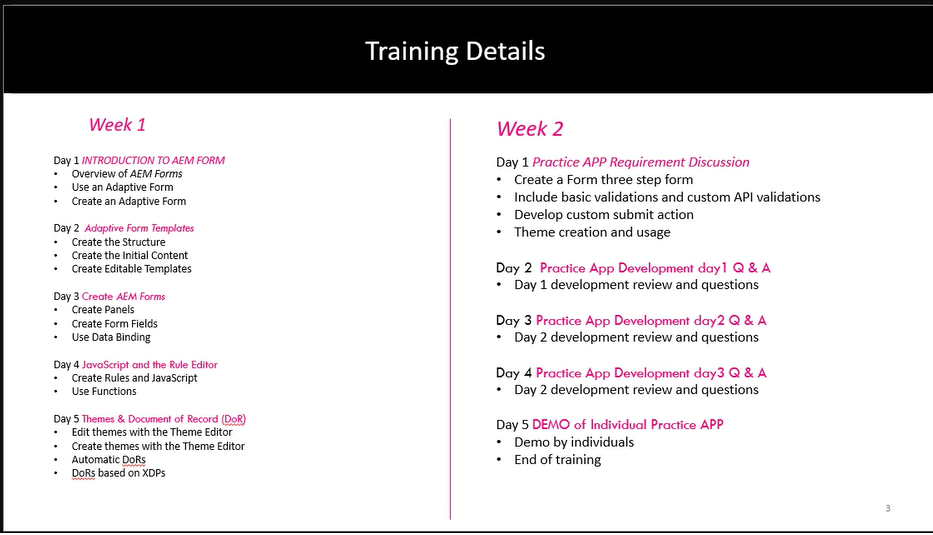 Training Details
Week 1
Day 1 INTRODUCTION TO AEM FORM
• Overview of AEM Forms
• Use an Adaptive Form
• Create an Adaptive Form
Day 2 Adaptive Form Templates
• Create the Structure
• Create the Initial Content
• Create Editable Templates
Day 3 Create AEM Forms
• Create Panels
• Create Form Fields
• Use Data Binding
Day 4 JavaScript and the Rule Editor
• Create Rules and JavaScript
• Use Functions
Day 5 Themes & Document of Record (DoR)
• Edit themes with the Theme Editor
• Create themes with the Theme Editor
• Automatic DoRs
• DoRs based on XDPs
Week 2
Day 1 Practice APP Requirement Discussion
• Create a Form three step form
• Include basic validations and custom API validations
• Develop custom submit action
• Theme creation and usage
Day 2 Practice App Development day1 Q & A
• Day 1 development review and questions
Day 3 Practice App Development day2 Q & A
• Day 2 development review and questions
Day 4 Practice App Development day3 Q & A
• Day 2 development review and questions
Day 5 DEMO of Individual Practice APP
• Demo by individuals
• End of training
3